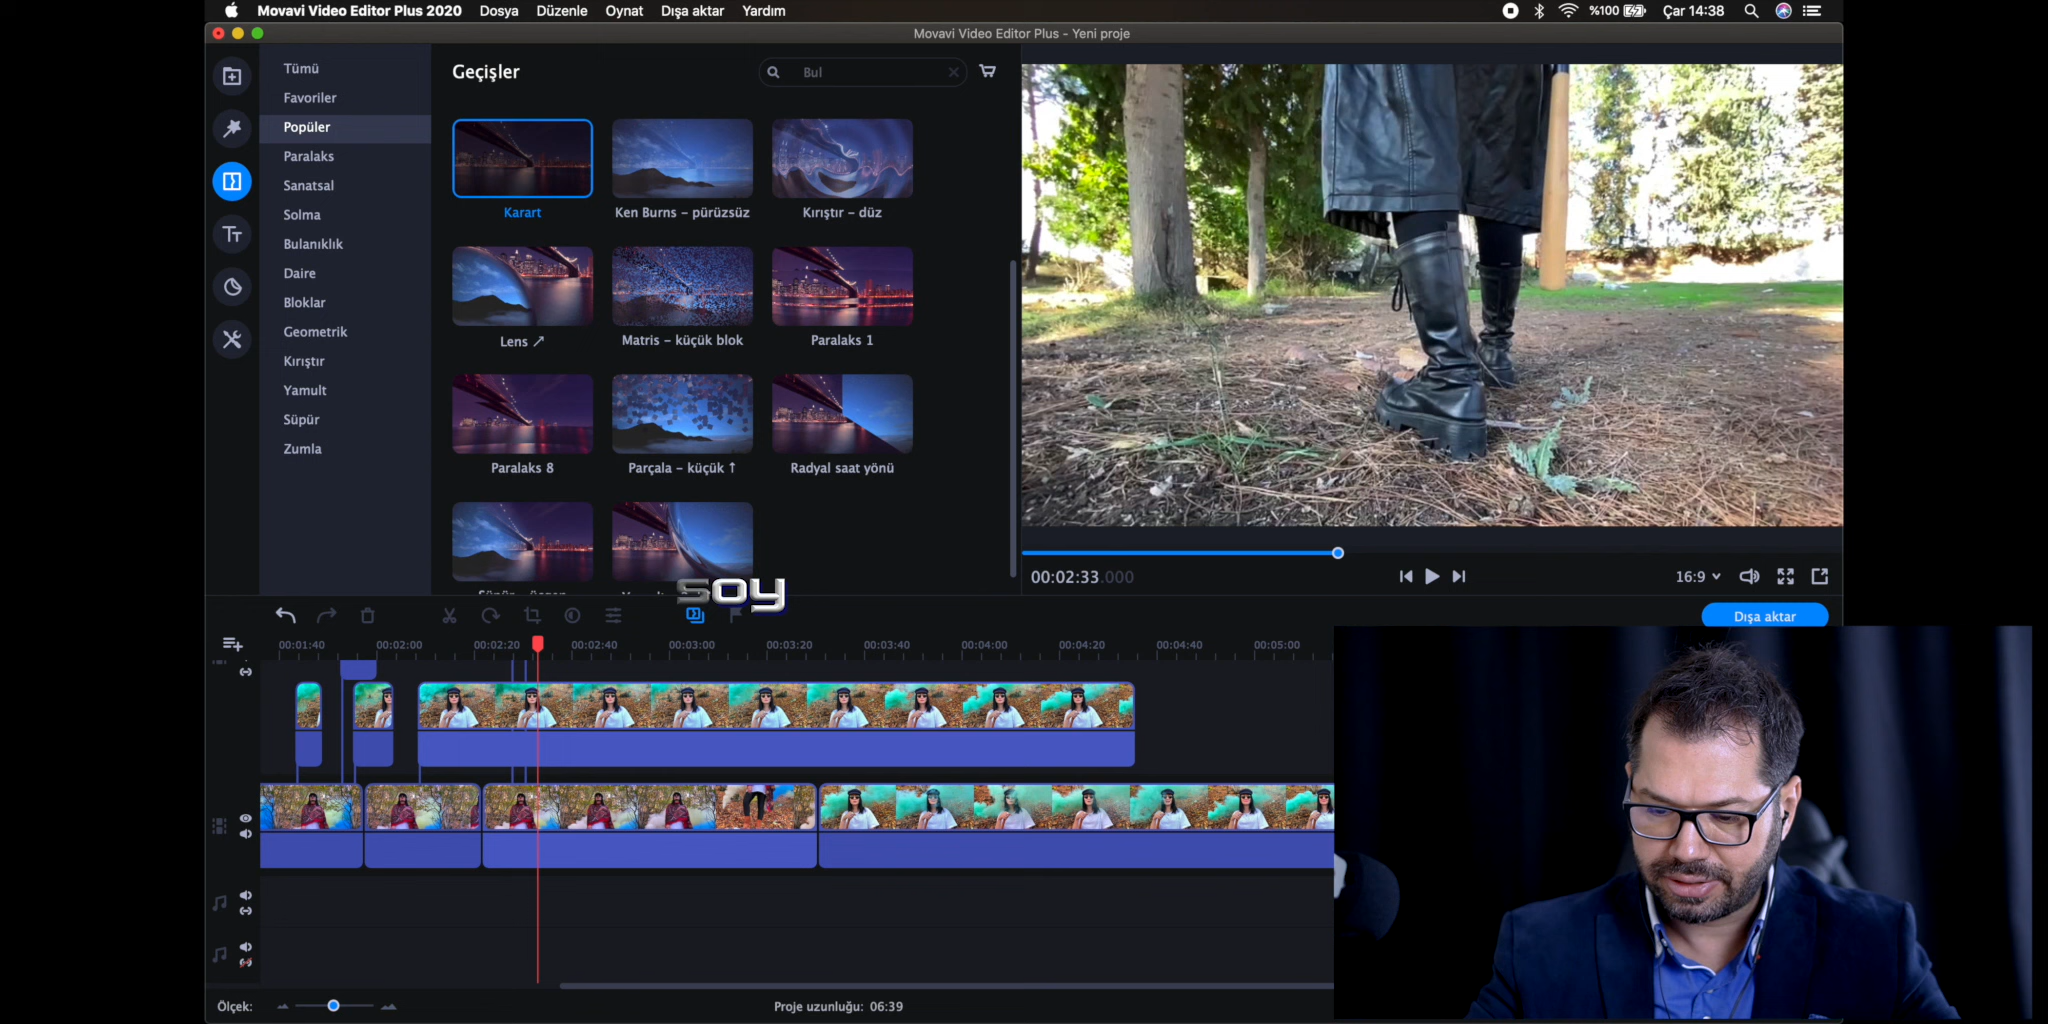 Movavi Video Editor Plus 2020 Dosya Düzenle Oynat Dışa aktar Yardım %100 Çar 14:38
Movavi Video Editor Plus - Yeni proje
Tümü
Favoriler
Popüler
Paralaks
Sanatsal
Solma
Bulanıklık
Daire
Bloklar
Geometrik
Kırıştır
Yamult
Süpür
Zumla
Geçişler
Bul
Karart
Ken Burns – pürüzsüz
Kırıştır – düz
Lens ↗
Matris – küçük blok
Paralaks 1
Paralaks 8
Parçala – küçük ↑
Radyal saat yönü
soy
00:02:33.000
16:9
Dışa aktar
00:01:40 00:02:00 00:02:20 00:02:40 00:03:00 00:03:20 00:03:40 00:04:00 00:04:20 00:04:40 00:05:00
Ölçek:
Proje uzunluğu: 06:39